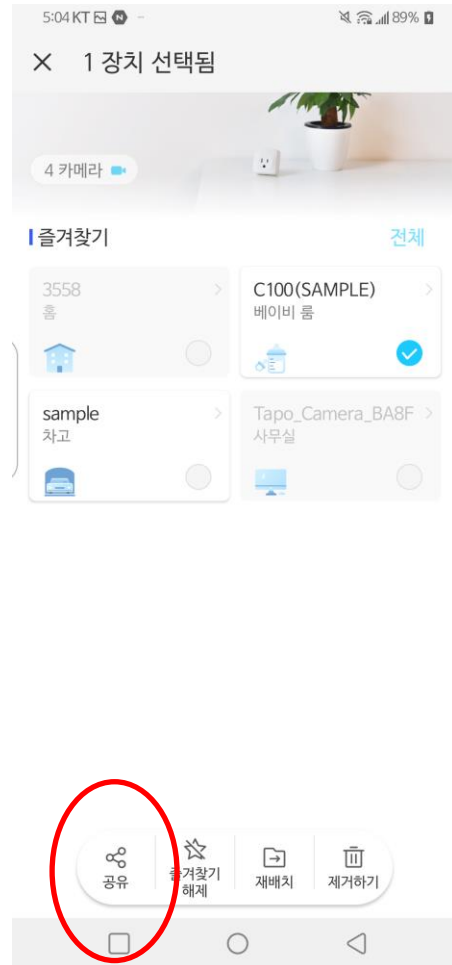 5:04 KT N – 89%
1 장치 선택됨
4 카메라
즐겨찾기 전체
3558
홈
C100(SAMPLE)
베이비 룸
sample
차고
Tapo_Camera_BA8F
사무실
공유
즐겨찾기
해제
재배치
제거하기